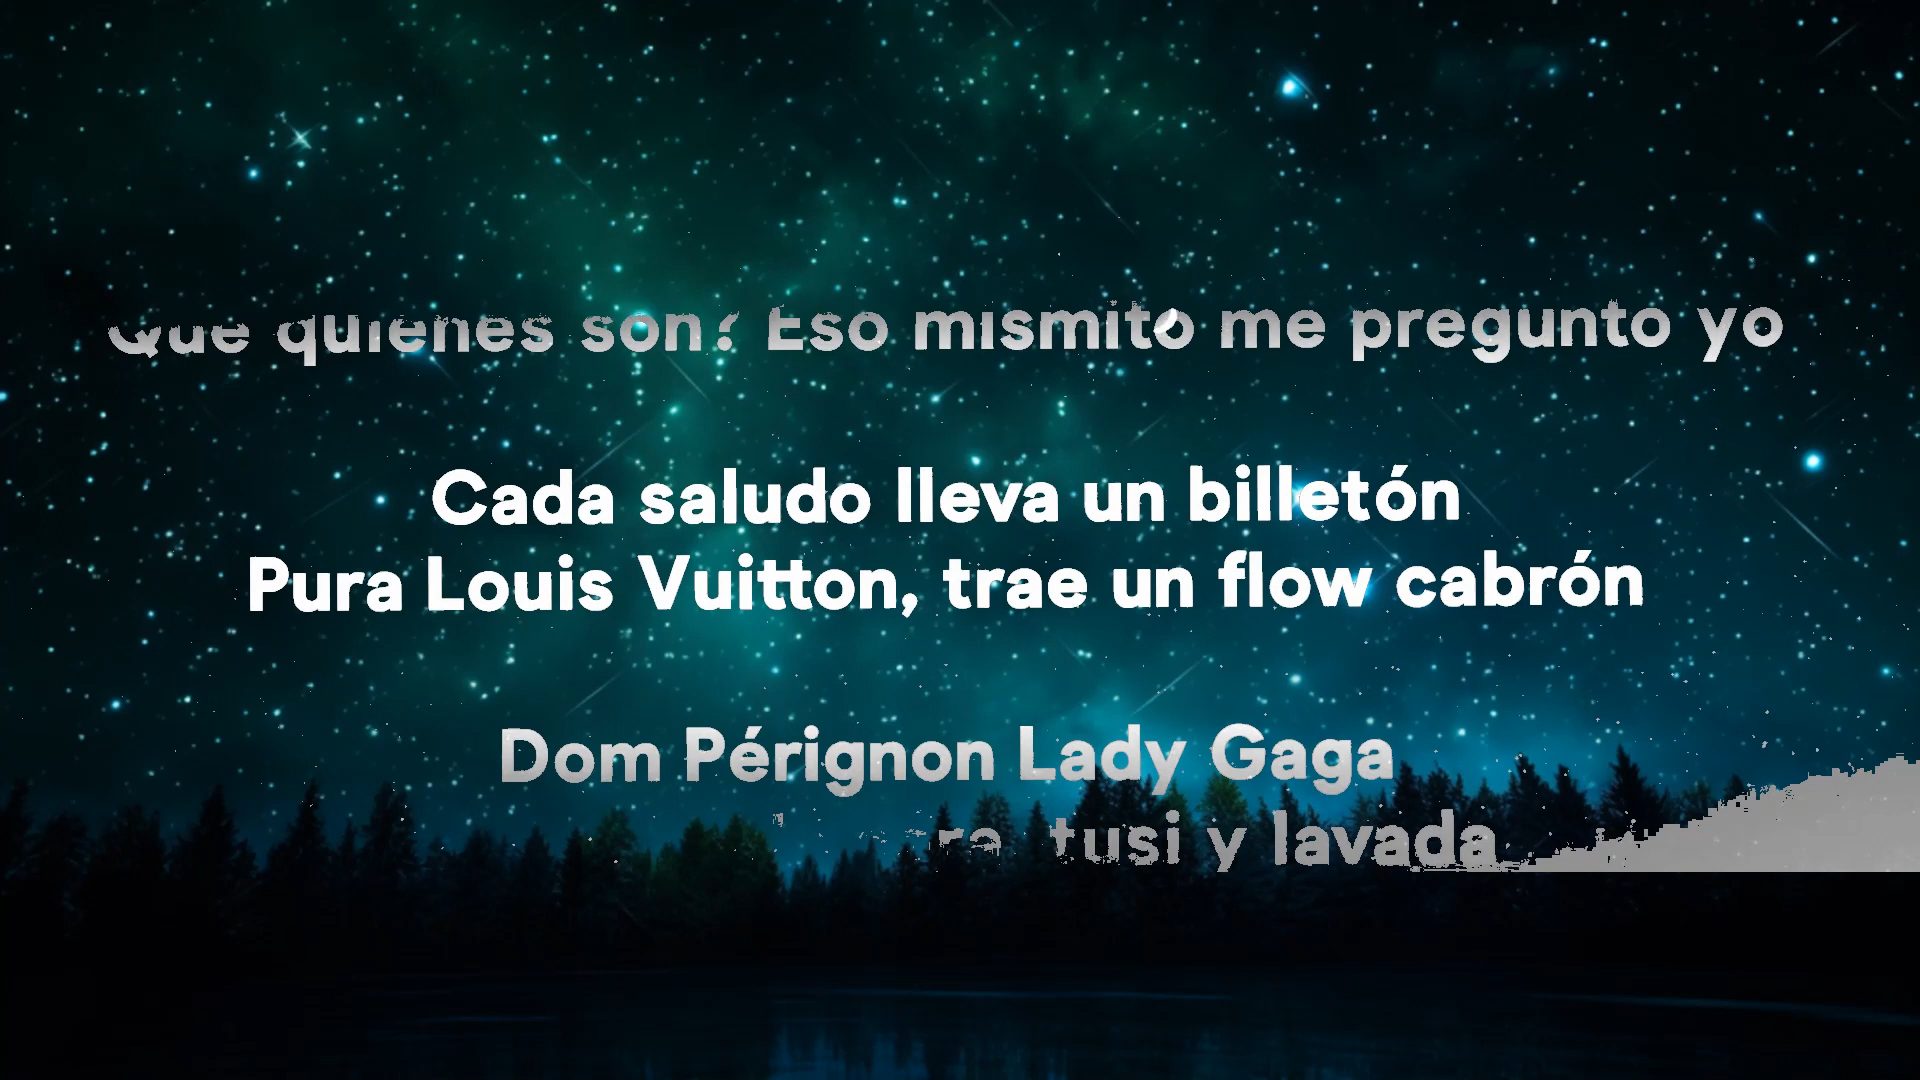 Que quienes son? Eso mismito me pregunto yo
Cada saludo lleva un billetón
Pura Louis Vuitton, trae un flow cabrón
Dom Pérignon Lady Gaga
tusi y lavada